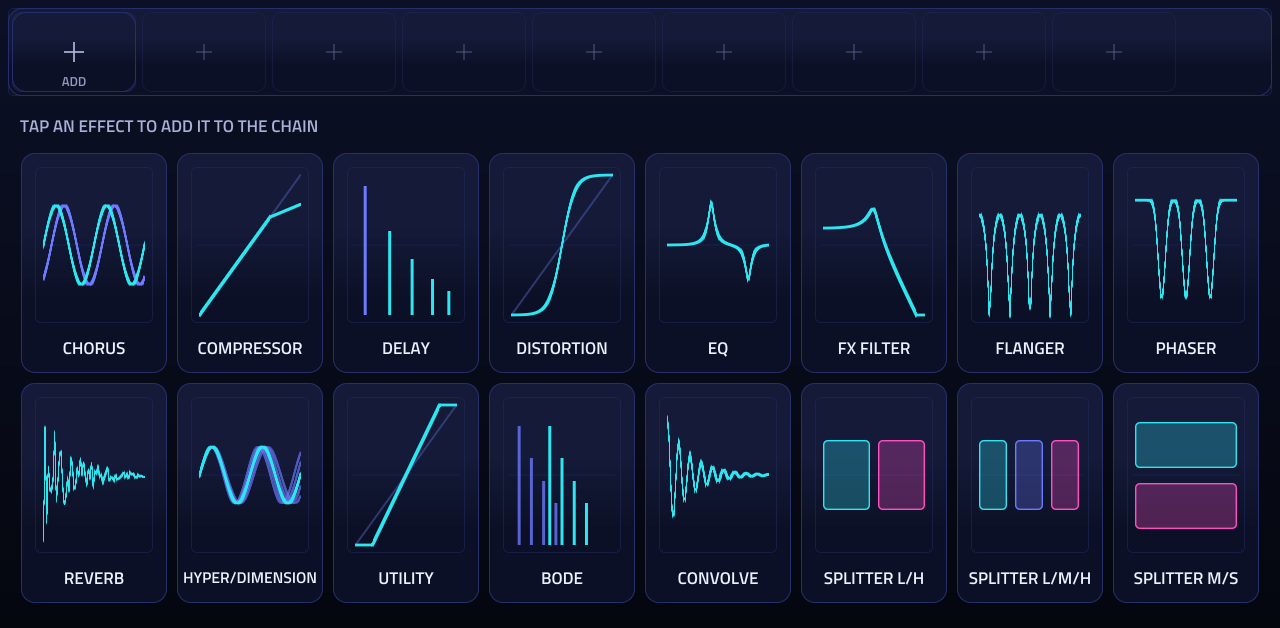 ADD
TAP AN EFFECT TO ADD IT TO THE CHAIN
CHORUS
COMPRESSOR
DELAY
DISTORTION
EQ
FX FILTER
FLANGER
PHASER
REVERB
HYPER/DIMENSION
UTILITY
BODE
CONVOLVE
SPLITTER L/H
SPLITTER L/M/H
SPLITTER M/S